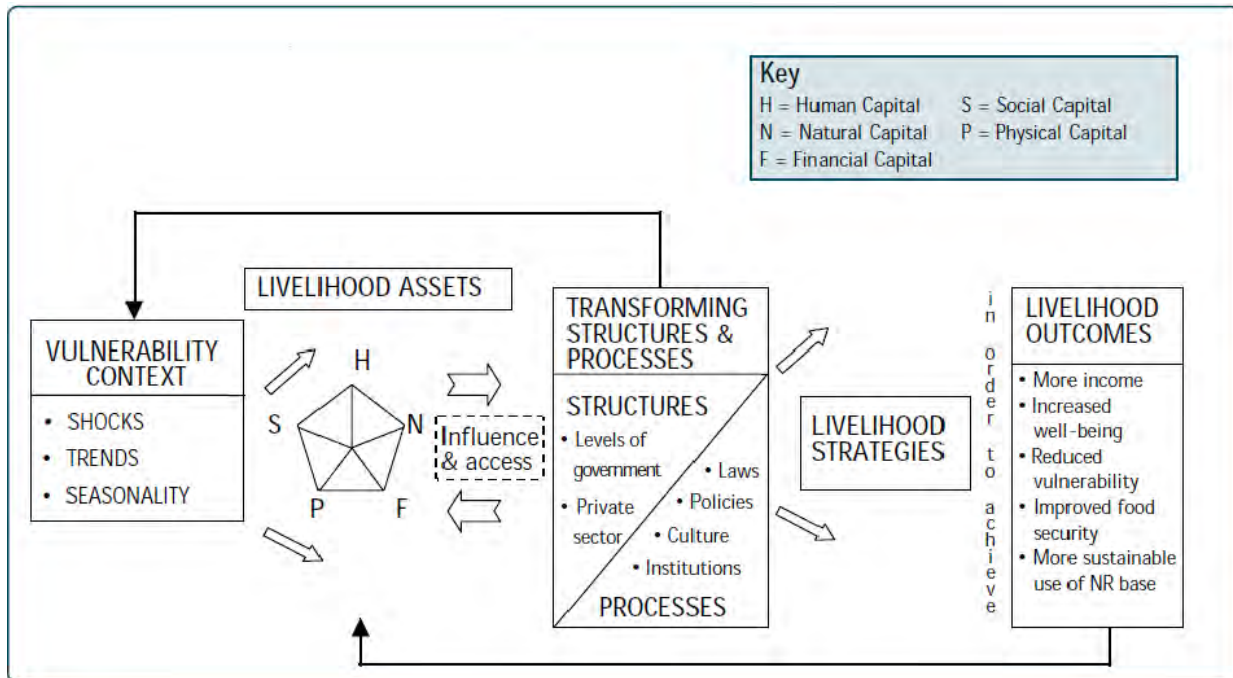 Key
H = Human Capital S = Social Capital
N = Natural Capital P = Physical Capital
F = Financial Capital
LIVELIHOOD ASSETS
VULNERABILITY
CONTEXT
• SHOCKS
• TRENDS
• SEASONALITY
H
S
N
P
F
Influence
& access
TRANSFORMING
STRUCTURES &
PROCESSES
STRUCTURES
• Levels of
government
• Private
sector
• Laws
• Policies
• Culture
• Institutions
PROCESSES
LIVELIHOOD
STRATEGIES
in order to achieve
LIVELIHOOD
OUTCOMES
• More income
• Increased
well-being
• Reduced
vulnerability
• Improved food
security
• More sustainable
use of NR base